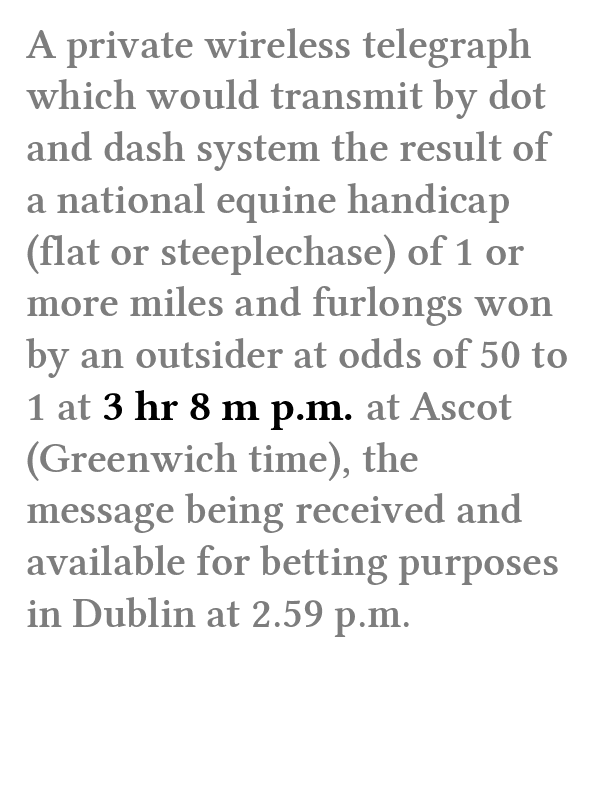 A private wireless telegraph
which would transmit by dot
and dash system the result of
a national equine handicap
(flat or steeplechase) of 1 or
more miles and furlongs won
by an outsider at odds of 50 to
1 at 3 hr 8 m p.m. at Ascot
(Greenwich time), the
message being received and
available for betting purposes
in Dublin at 2.59 p.m.